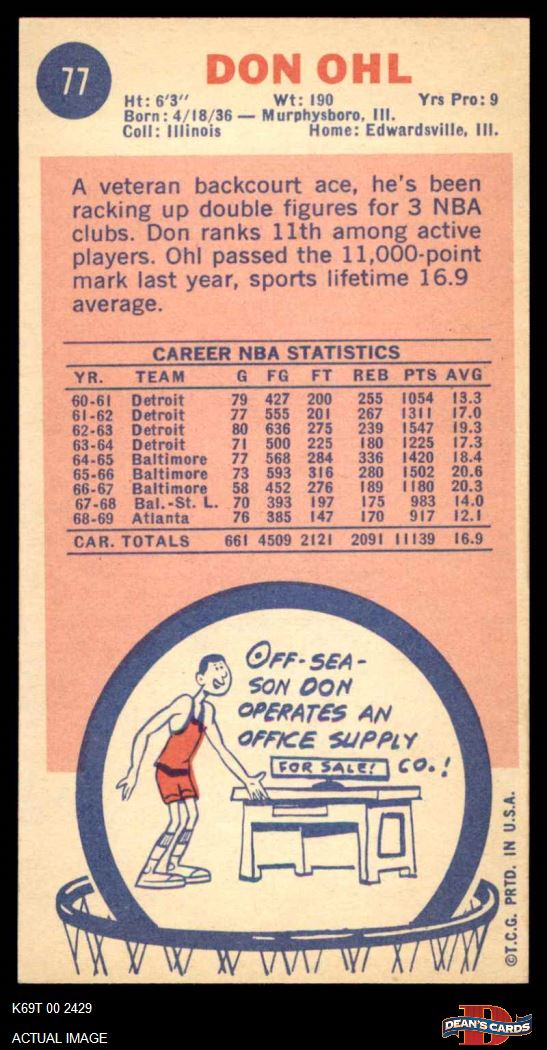 77
DON OHL
Ht: 6'3" Wt: 190 Yrs Pro: 9
Born: 4/18/36 — Murphysboro, Ill.
Coll: Illinois Home: Edwardsville, Ill.
A veteran backcourt ace, he's been
racking up double figures for 3 NBA
clubs. Don ranks 11th among active
players. Ohl passed the 11,000-point
mark last year, sports lifetime 16.9
average.
CAREER NBA STATISTICS
YR. TEAM G FG FT REB PTS AVG
60-61 Detroit 79 427 200 255 1054 13.3
61-62 Detroit 77 555 201 267 1311 17.0
62-63 Detroit 80 636 275 239 1547 19.3
63-64 Detroit 71 500 225 180 1225 17.3
64-65 Baltimore 77 568 284 336 1420 18.4
65-66 Baltimore 73 593 316 280 1502 20.6
66-67 Baltimore 58 452 276 189 1180 20.3
67-68 Bal.-St. L. 70 393 197 175 983 14.0
68-69 Atlanta 76 385 147 170 917 12.1
CAR. TOTALS 661 4509 2121 2091 11139 16.9
OFF-SEA-
SON DON
OPERATES AN
OFFICE SUPPLY
CO.!
FOR SALE!
©T.C.G. PRTD. IN U.S.A.
K69T 00 2429
ACTUAL IMAGE
D
DEAN'S CARDS